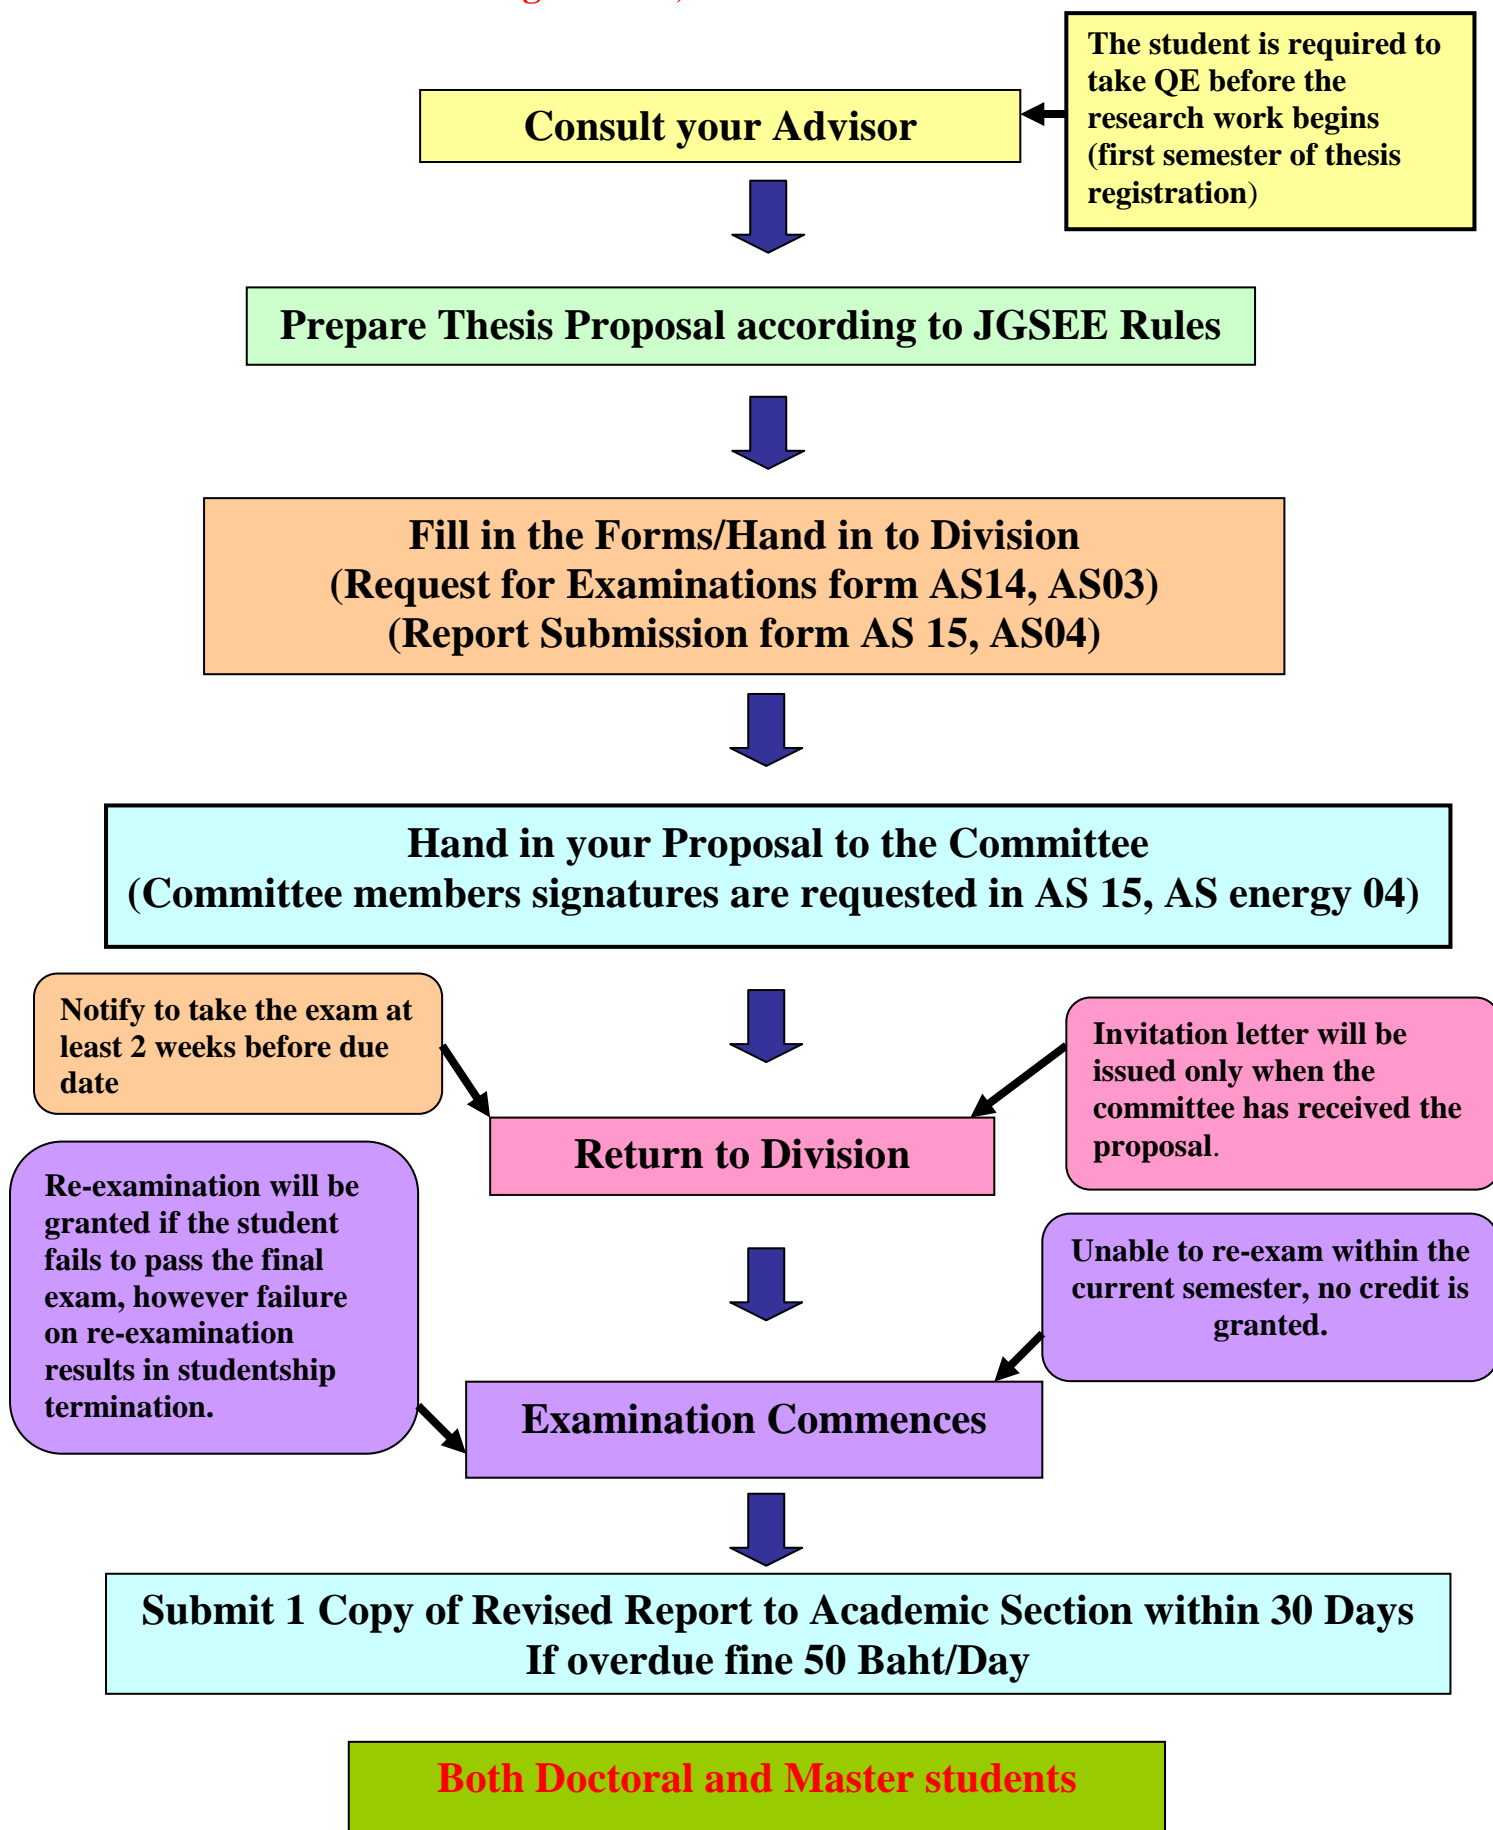 The student is required to
take QE before the
research work begins
(first semester of thesis
registration)
Consult your Advisor
Prepare Thesis Proposal according to JGSEE Rules
Fill in the Forms/Hand in to Division
(Request for Examinations form AS14, AS03)
(Report Submission form AS 15, AS04)
Hand in your Proposal to the Committee
(Committee members signatures are requested in AS 15, AS energy 04)
Notify to take the exam at
least 2 weeks before due
date
Invitation letter will be
issued only when the
committee has received the
proposal.
Return to Division
Re-examination will be
granted if the student
fails to pass the final
exam, however failure
on re-examination
results in studentship
termination.
Unable to re-exam within the
current semester, no credit is
granted.
Examination Commences
Submit 1 Copy of Revised Report to Academic Section within 30 Days
If overdue fine 50 Baht/Day
Both Doctoral and Master students